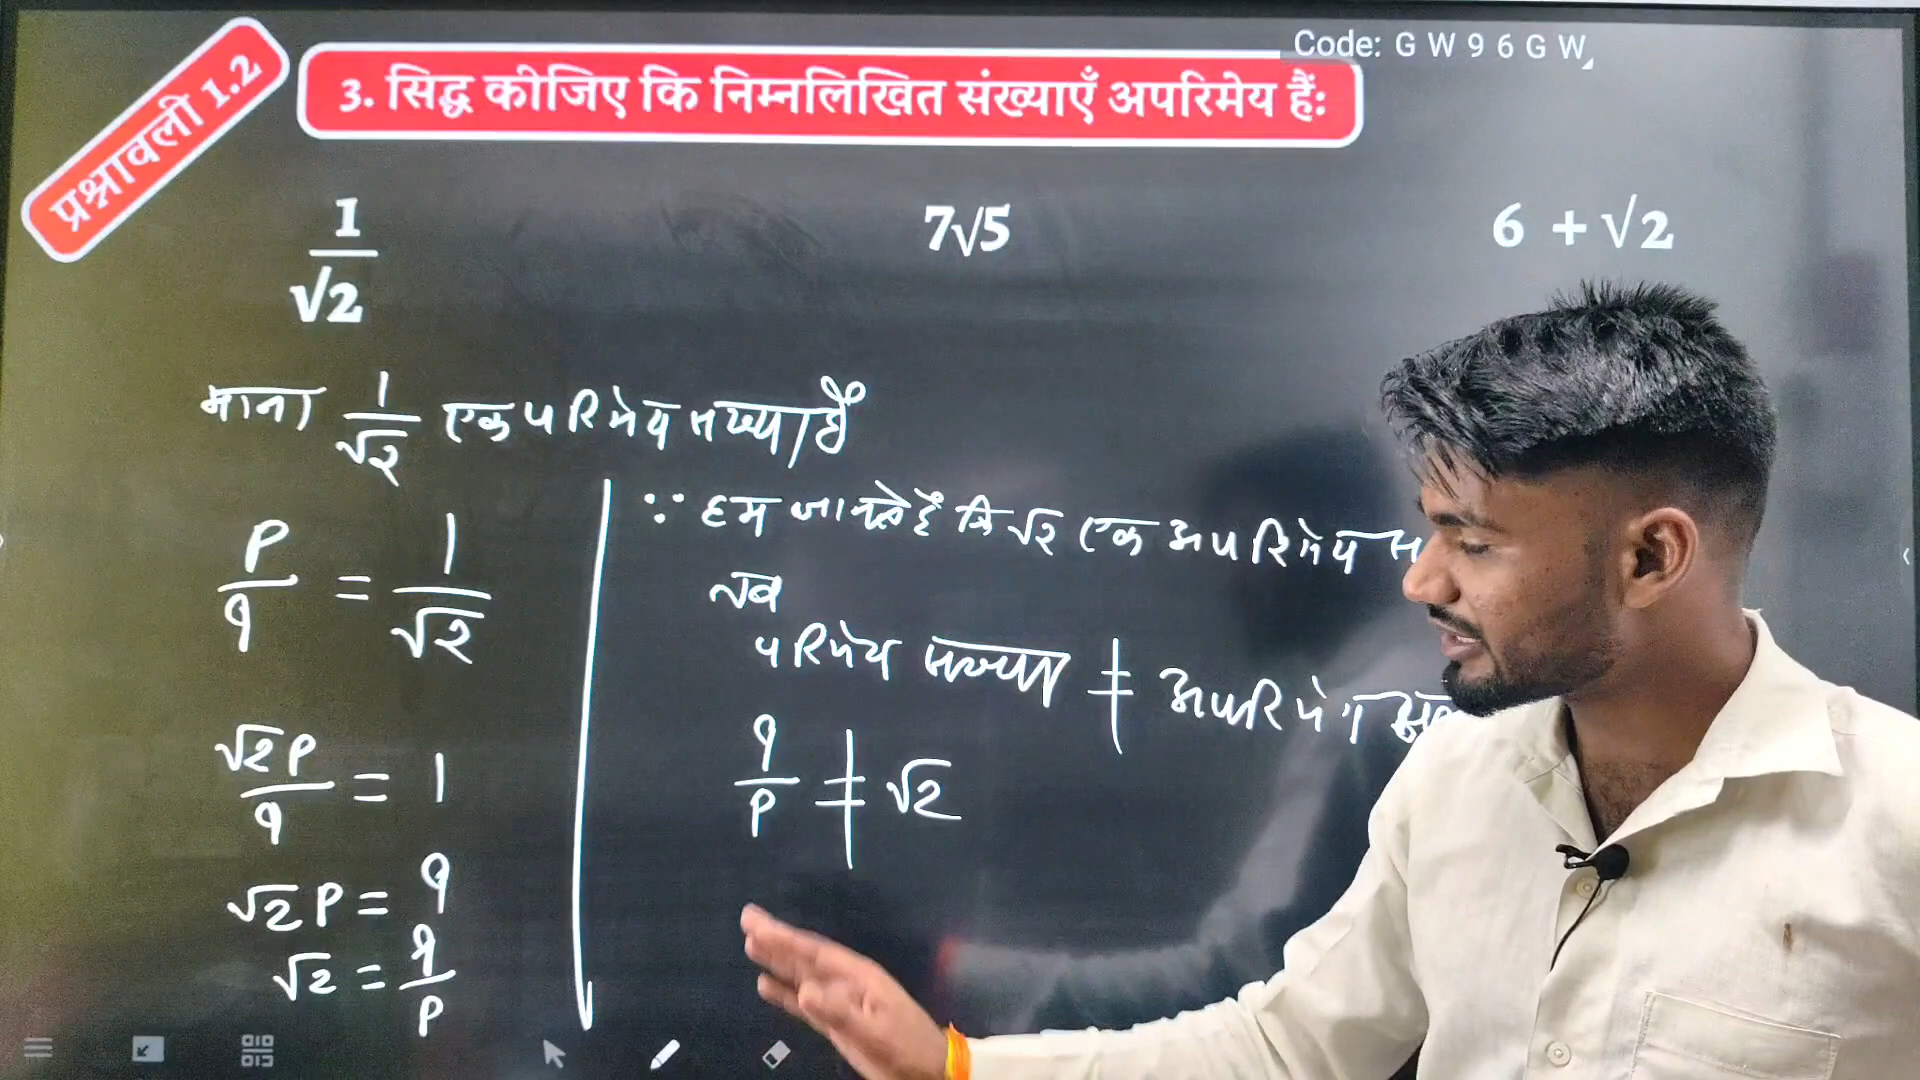 Code: G W 9 6 G W
प्रश्नावली 1.2
3. सिद्ध कीजिए कि निम्नलिखित संख्याएँ अपरिमेय हैं:
1/√2
7√5
6 + √2
माना 1/√2 एक परिमेय संख्या है
P/q = 1/√2
√2P/q = 1
√2 P = q
√2 = q/P
∵ हम जानते हैं कि √2 एक अपरिमेय
तब
परिमेय संख्या ≠ अपरिमेय
q/P ≠ √2